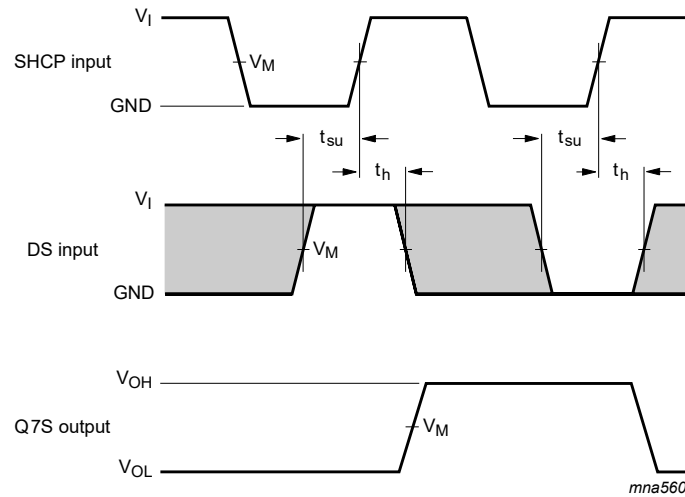 VI
SHCP input
VM
GND
tsu
tsu
th
th
VI
DS input
VM
GND
VOH
Q7S output
VM
VOL
mna560